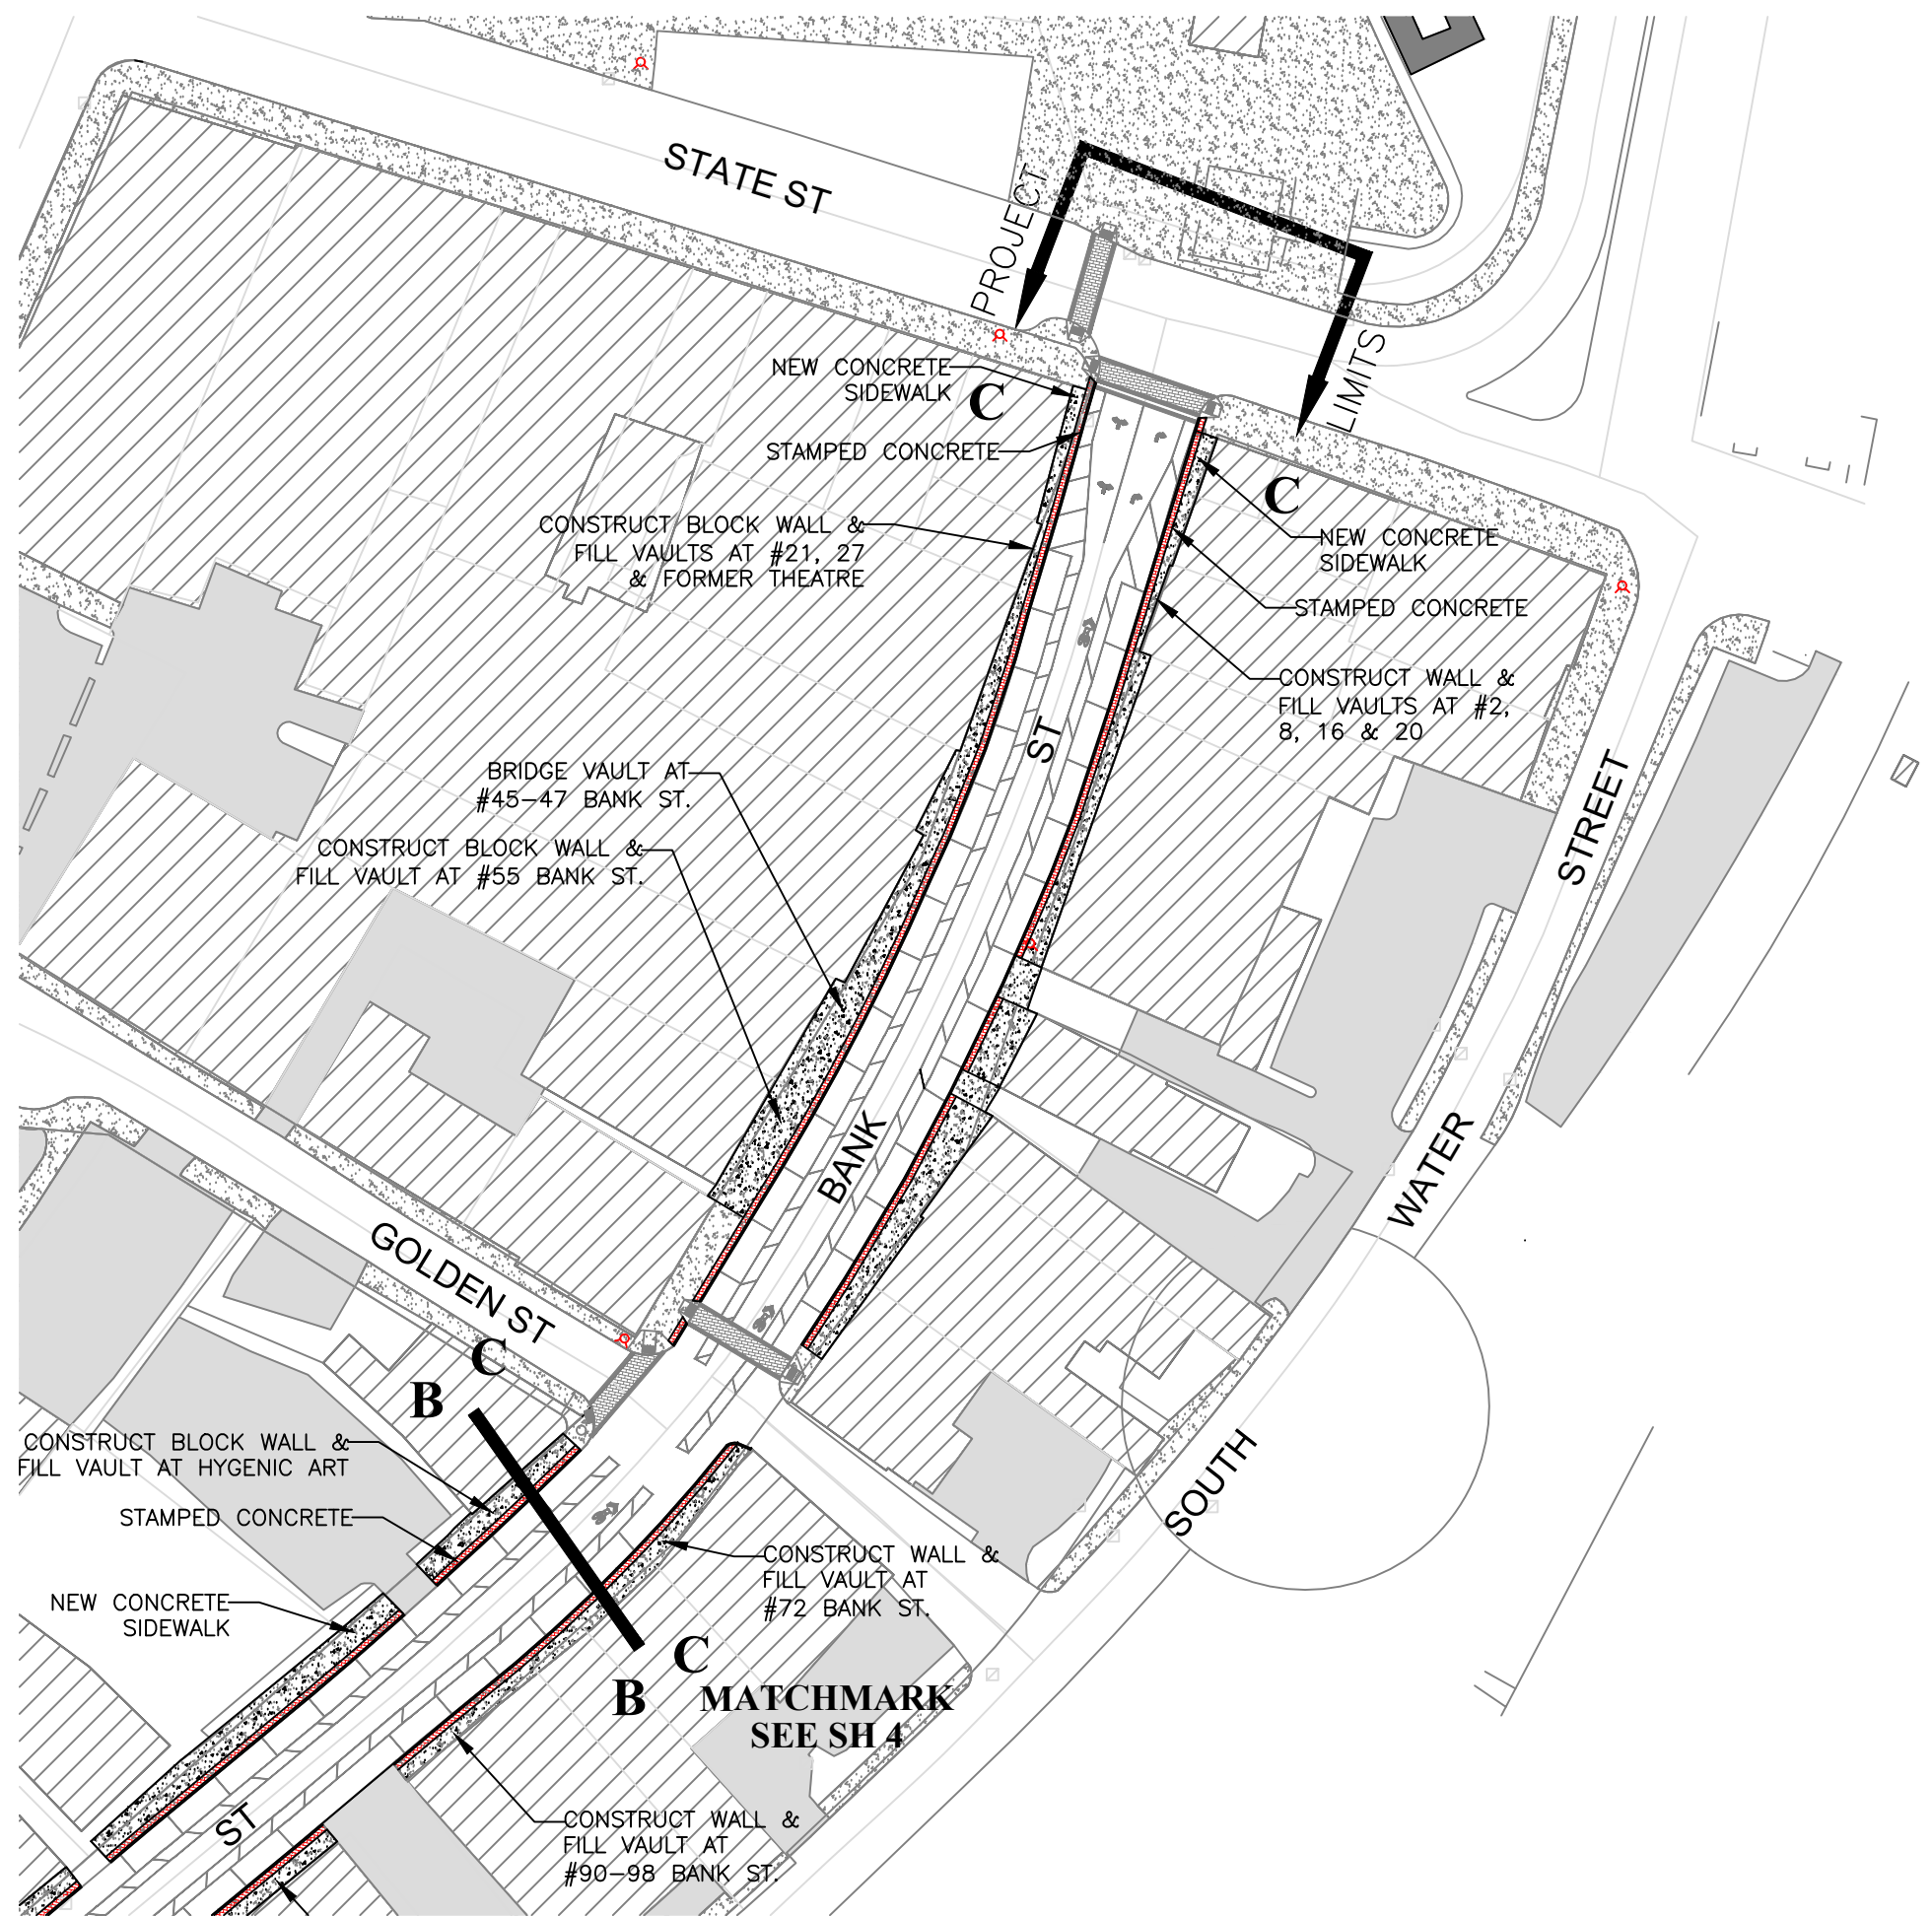 STATE ST
PROJECT
LIMITS
NEW CONCRETE
SIDEWALK
C
STAMPED CONCRETE
C
CONSTRUCT BLOCK WALL &
FILL VAULTS AT #21, 27
& FORMER THEATRE
NEW CONCRETE
SIDEWALK
STAMPED CONCRETE
CONSTRUCT WALL &
FILL VAULTS AT #2,
8, 16 & 20
ST
BRIDGE VAULT AT
#45-47 BANK ST.
STREET
CONSTRUCT BLOCK WALL &
FILL VAULT AT #55 BANK ST.
BANK
WATER
GOLDEN ST
C
B
CONSTRUCT BLOCK WALL &
FILL VAULT AT HYGENIC ART
SOUTH
STAMPED CONCRETE
CONSTRUCT WALL &
FILL VAULT AT
#72 BANK ST.
NEW CONCRETE
SIDEWALK
C
B
MATCHMARK
SEE SH 4
ST
CONSTRUCT WALL &
FILL VAULT AT
#90-98 BANK ST.